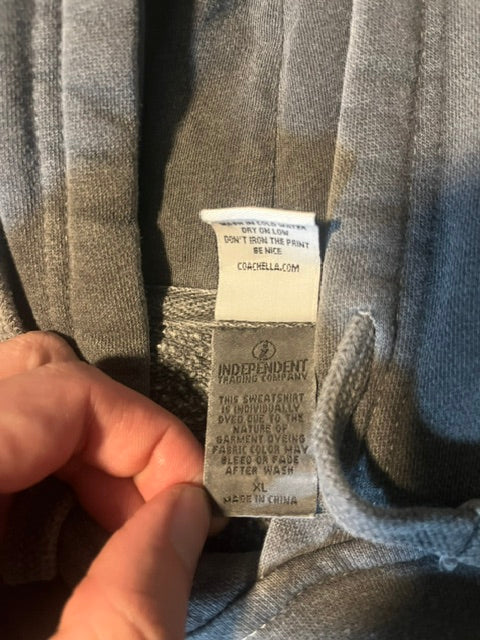 WASH IN COLD WATER
DRY ON LOW
DON'T IRON THE PRINT
BE NICE
COACHELLA.COM
INDEPENDENT
TRADING COMPANY
THIS SWEATSHIRT
IS INDIVIDUALLY
DYED DUE TO THE
NATURE OF
GARMENT DYEING
FABRIC COLOR MAY
BLEED OR FADE
AFTER WASH
XL
MADE IN CHINA